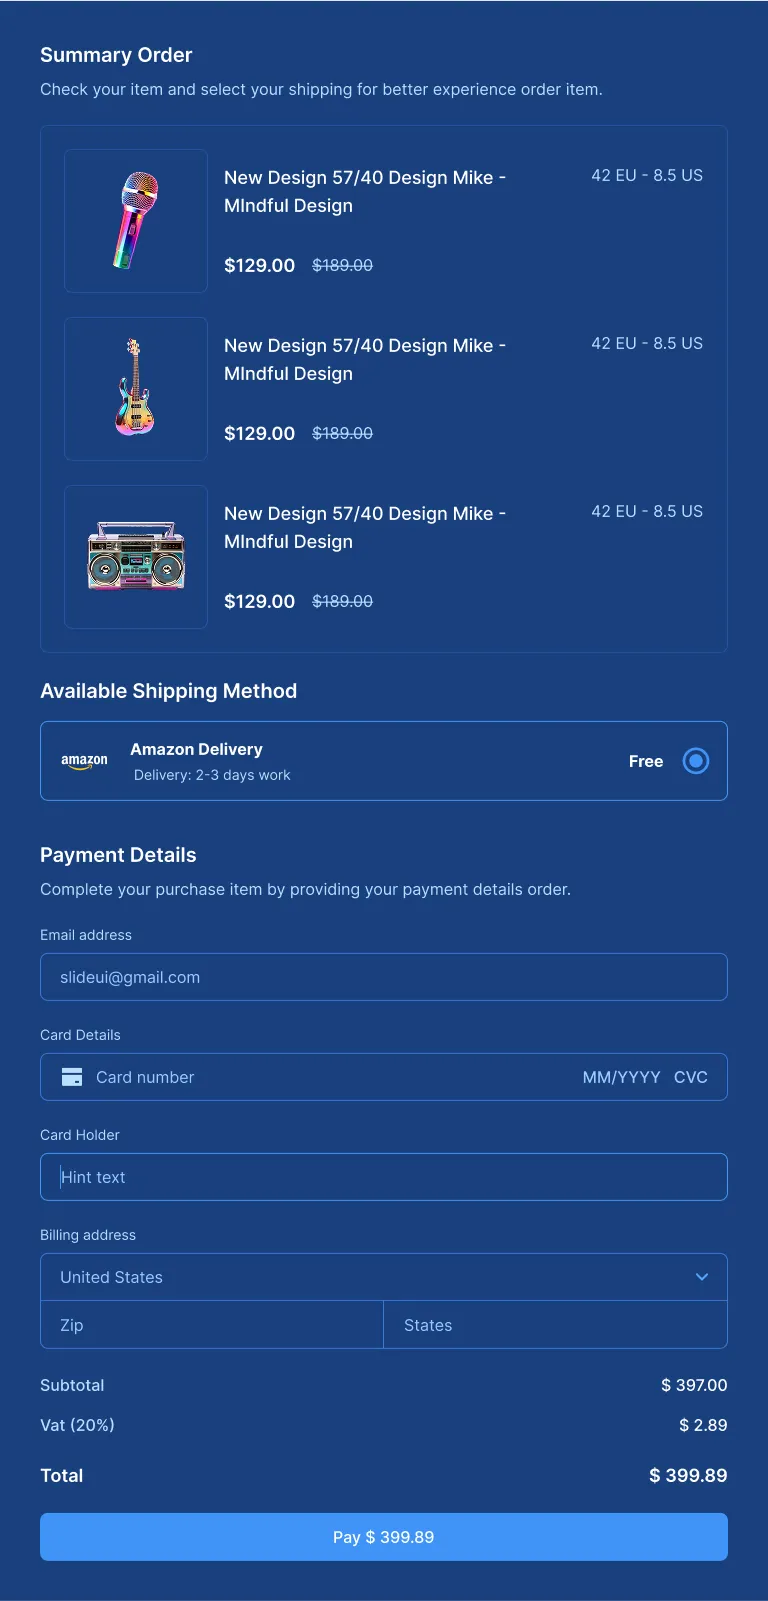 Summary Order
Check your item and select your shipping for better experience order item.
New Design 57/40 Design Mike -
MIndful Design
42 EU - 8.5 US
$129.00 $189.00
New Design 57/40 Design Mike -
MIndful Design
42 EU - 8.5 US
$129.00 $189.00
New Design 57/40 Design Mike -
MIndful Design
42 EU - 8.5 US
$129.00 $189.00
Available Shipping Method
amazon
Amazon Delivery
Delivery: 2-3 days work
Free
Payment Details
Complete your purchase item by providing your payment details order.
Email address
slideui@gmail.com
Card Details
Card number MM/YYYY CVC
Card Holder
Hint text
Billing address
United States
Zip States
Subtotal $ 397.00
Vat (20%) $ 2.89
Total $ 399.89
Pay $ 399.89